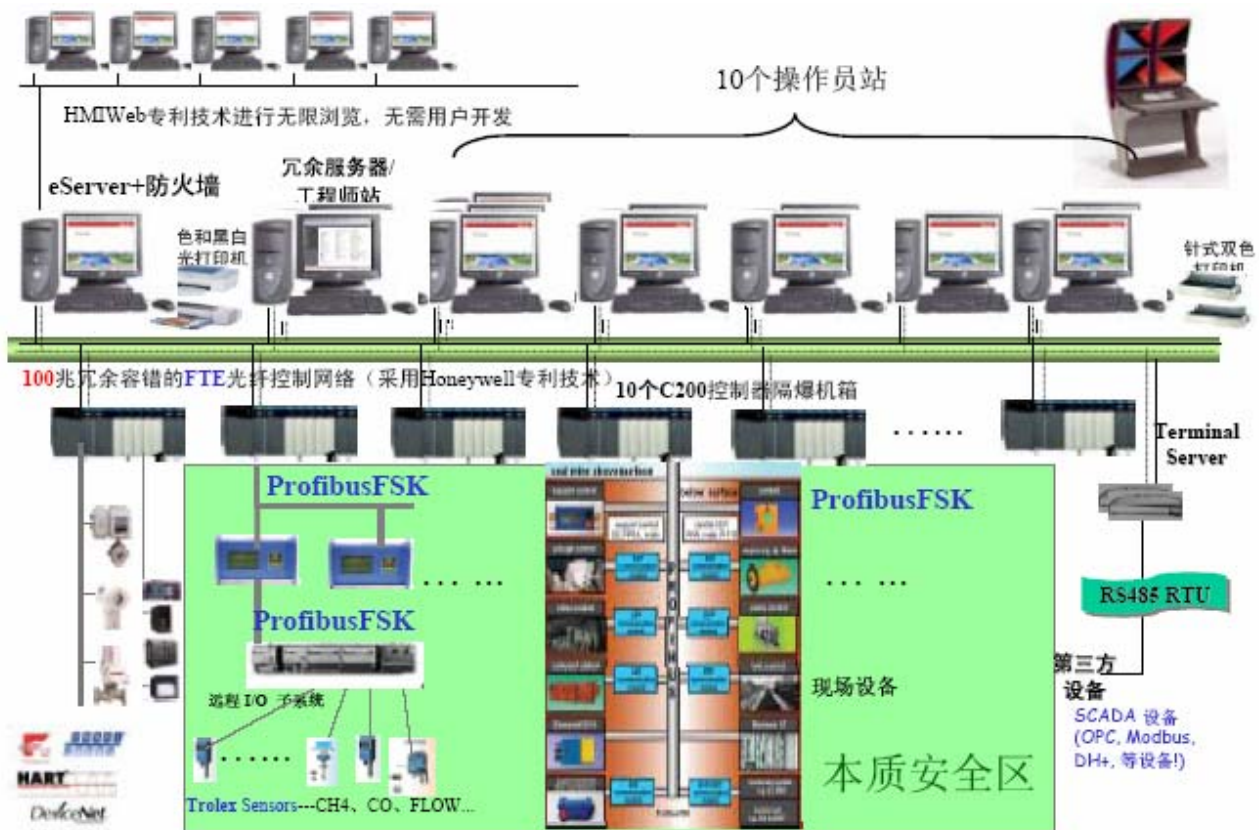 10个操作员站
HMIWeb专利技术进行无限浏览，无需用户开发
冗余服务器/
工程师站
eServer+防火墙
色和黑白
光打印机
针式双色
打印机
100兆冗余容错的FTE光纤控制网络（采用Honeywell专利技术）
10个C200控制器隔爆机箱
······
Terminal
Server
ProfibusFSK
ProfibusFSK
below surface
PROFIBUS
··· ···
··· ···
RS485 RTU
ProfibusFSK
第三方
设备
现场设备
远程 I/O 子系统
SCADA 设备
(OPC, Modbus,
DH+, 等设备!)
本质安全区
HART
DeviceNet
······
Trolex Sensors---CH4、CO、FLOW...